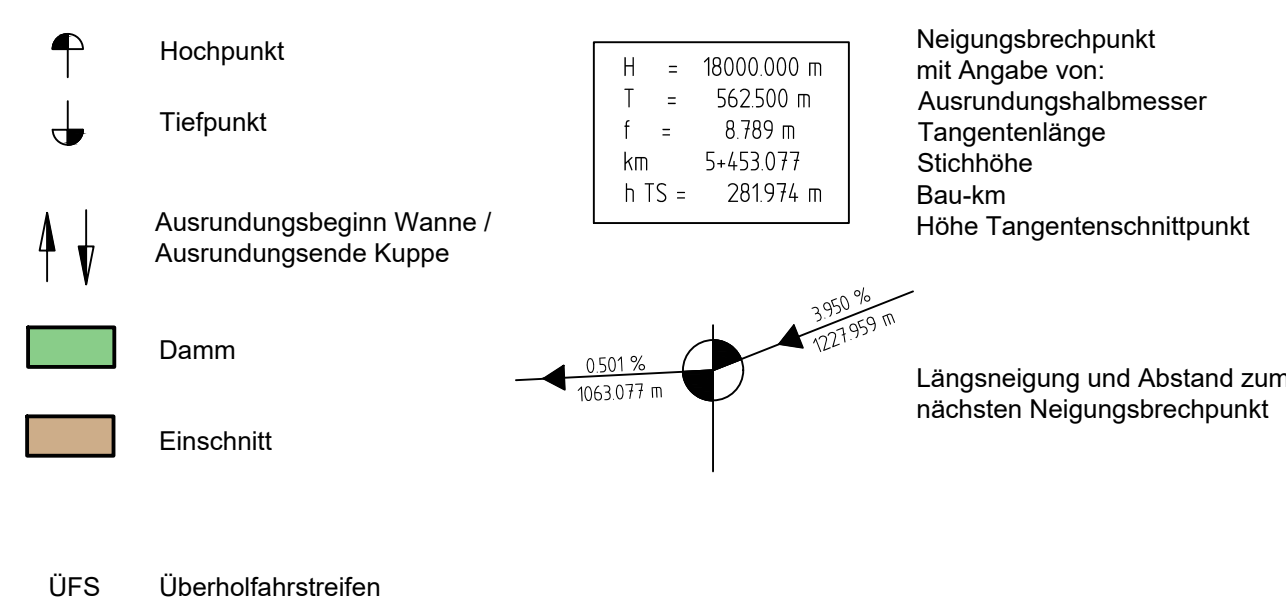 Hochpunkt
Tiefpunkt
Ausrundungsbeginn Wanne /
Ausrundungsende Kuppe
Damm
Einschnitt
ÜFS Überholfahrstreifen
H = 18000.000 m
T = 562.500 m
f = 8.789 m
km 5+453.077
h TS = 281.974 m
Neigungsbrechpunkt
mit Angabe von:
Ausrundungshalbmesser
Tangentenlänge
Stichhöhe
Bau-km
Höhe Tangentenschnittpunkt
0.501 %
1063.077 m
3.950 %
1227.959 m
Längsneigung und Abstand zum
nächsten Neigungsbrechpunkt